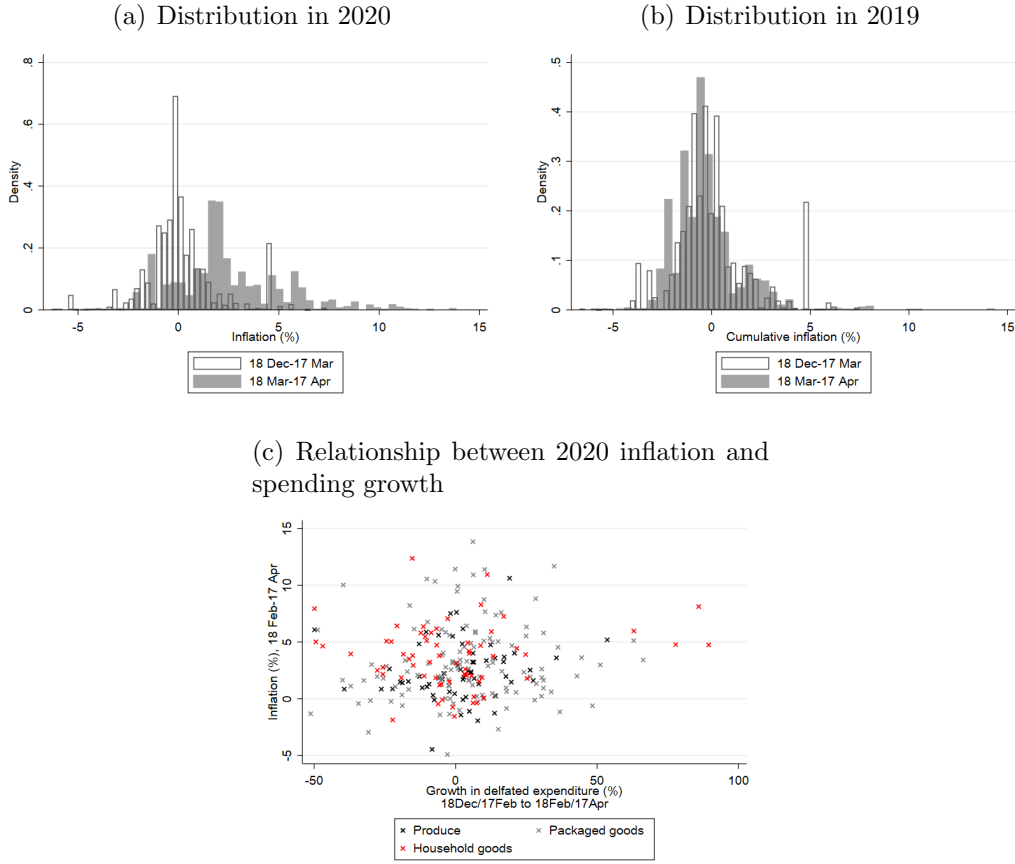 (a) Distribution in 2020
(b) Distribution in 2019
Density
.8
.6
.4
.2
0
-5
0
5
10
15
Inflation (%)
18 Dec-17 Mar
18 Mar-17 Apr
Density
.5
.4
.3
.2
.1
0
-5
0
5
10
15
Cumulative inflation (%)
18 Dec-17 Mar
18 Mar-17 Apr
(c) Relationship between 2020 inflation and
spending growth
Inflation (%), 18 Feb-17 Apr
15
10
5
0
-5
-50
0
50
100
Growth in delfated expenditure (%)
18Dec/17Feb to 18Feb/17Apr
Produce
Packaged goods
Household goods